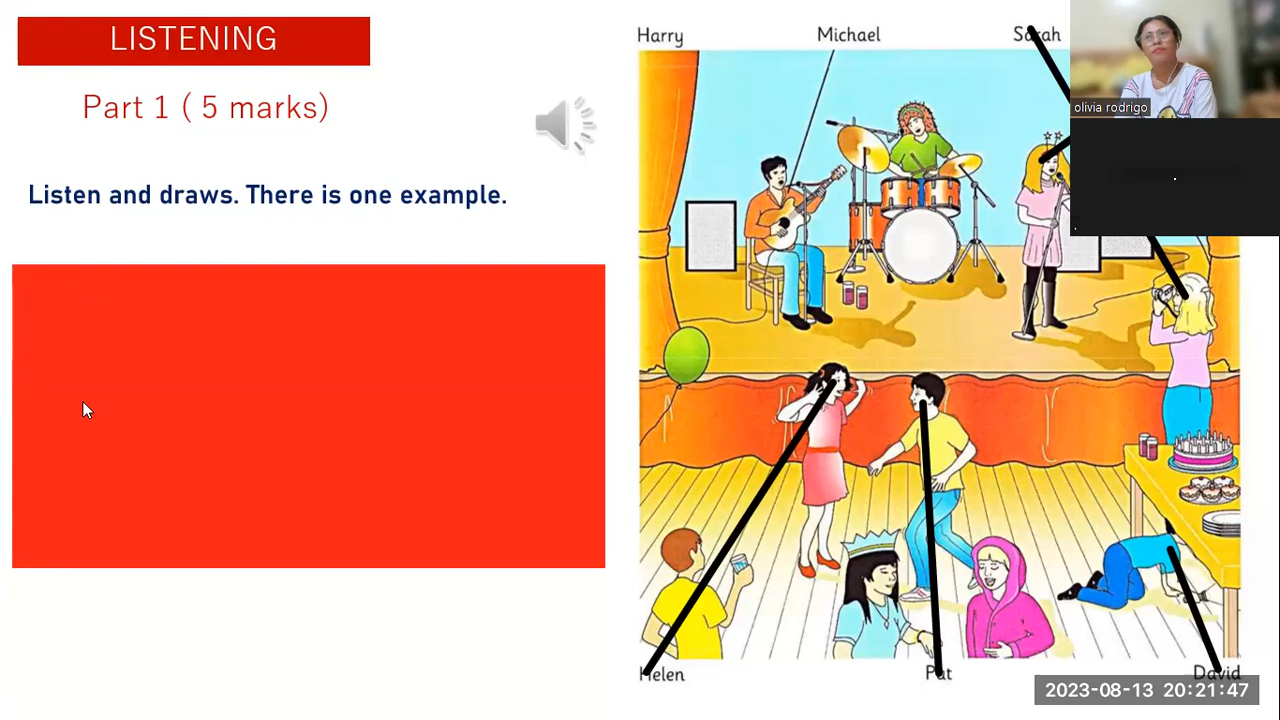 LISTENING
Part 1 ( 5 marks)
Listen and draws. There is one example.
Harry Michael Sarah
olivia rodrigo
Helen Pat David
2023-08-13 20:21:47